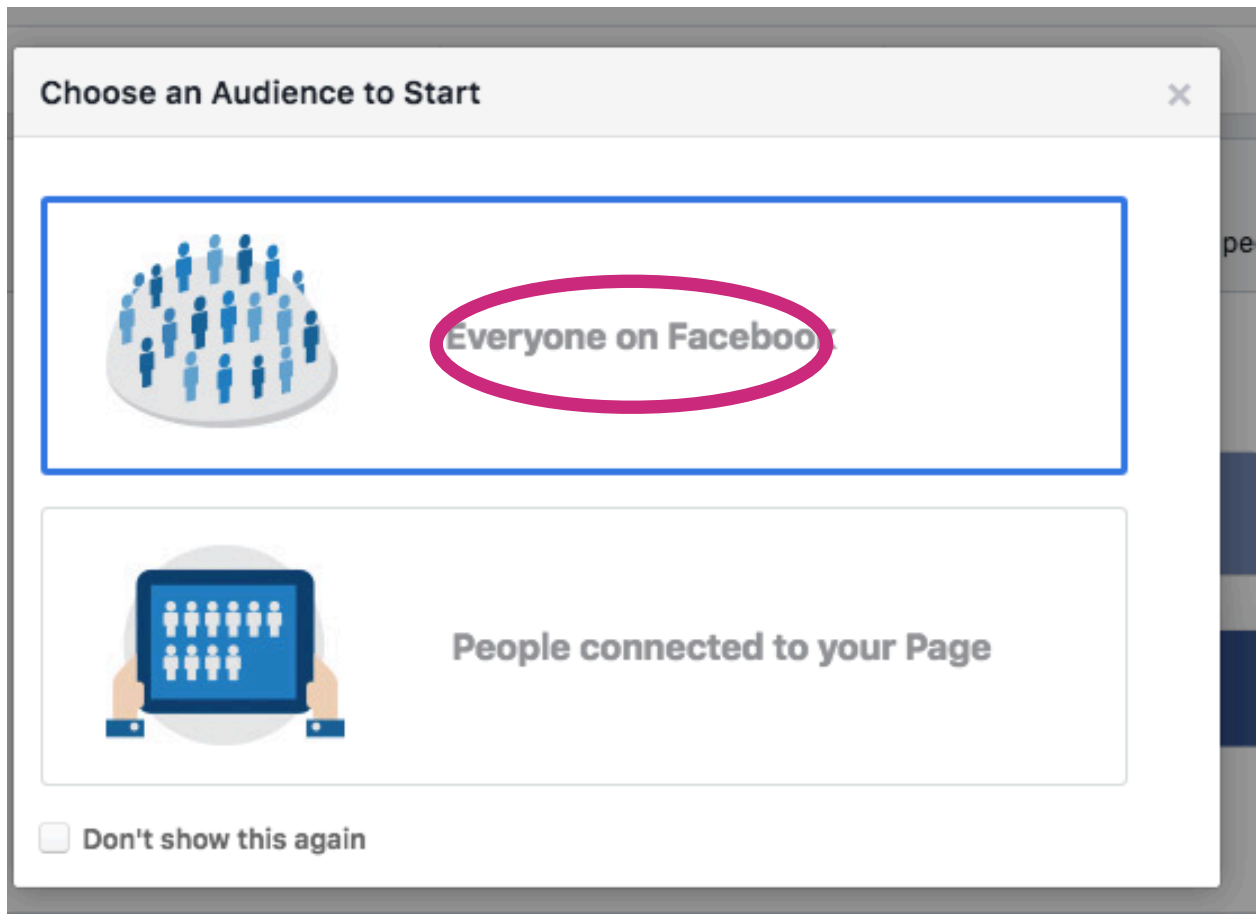 Choose an Audience to Start
Everyone on Facebook
People connected to your Page
Don't show this again